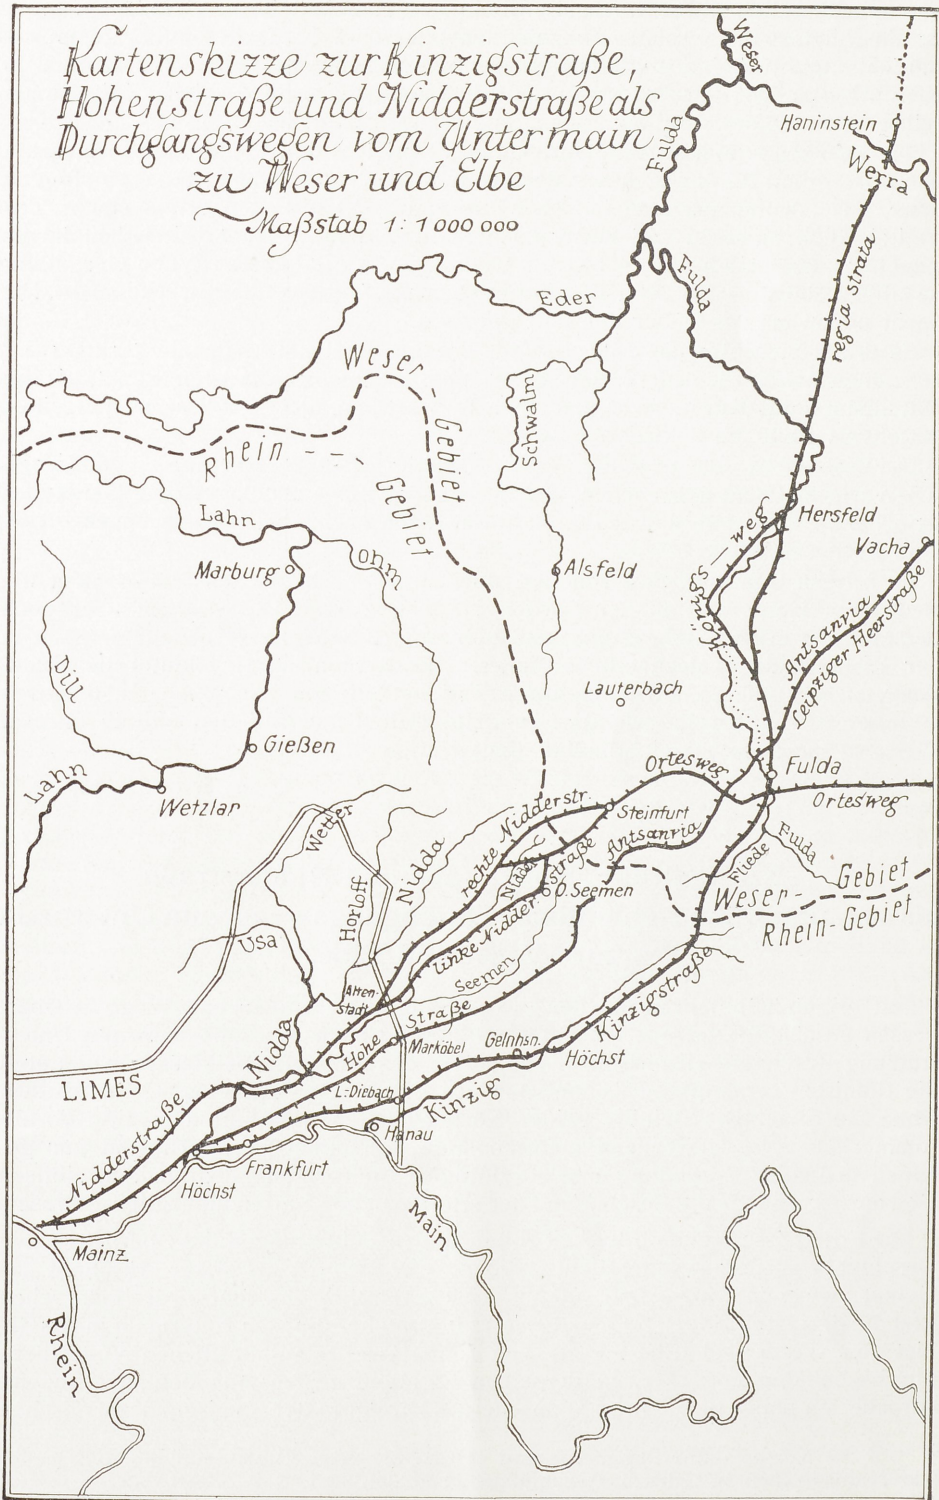 Kartenskizze zur Kinzigstraße,
Hohenstraße und Nidderstraße als
Durchgangswegen vom Untermain
zu Weser und Elbe
Maßstab 1:1 000 000
Weser
Haninstein
Werra
Fulda
Fulda
regia strata
Eder
Weser-
Gebiet
Rhein
Gebiet
Schwalm
Lahn
Marburg
Ohm
Alsfeld
Königs-weg
Hersfeld
Vacha
Antsanvia
Leipziger Heerstraße
Dill
Lauterbach
Gießen
Lahn
Wetzlar
Ortesweg
Fulda
Ortesweg
Wetter
Nidda
Horloff
rechte Nidderstr.
Steinfurt
Antsanvia
Nidder
straße
O. Seemen
Fliede
Fulda
Weser-Gebiet
Rhein-Gebiet
Usa
linke Nidder
Seemen
Alten-
stadt
Hohe Straße
Markobel
Gelnhsn.
Höchst
Kinzigstraße
Nidda
LIMES
L-Diebach
Kinzig
Hanau
Nidderstraße
Frankfurt
Höchst
Main
Mainz
Rhein